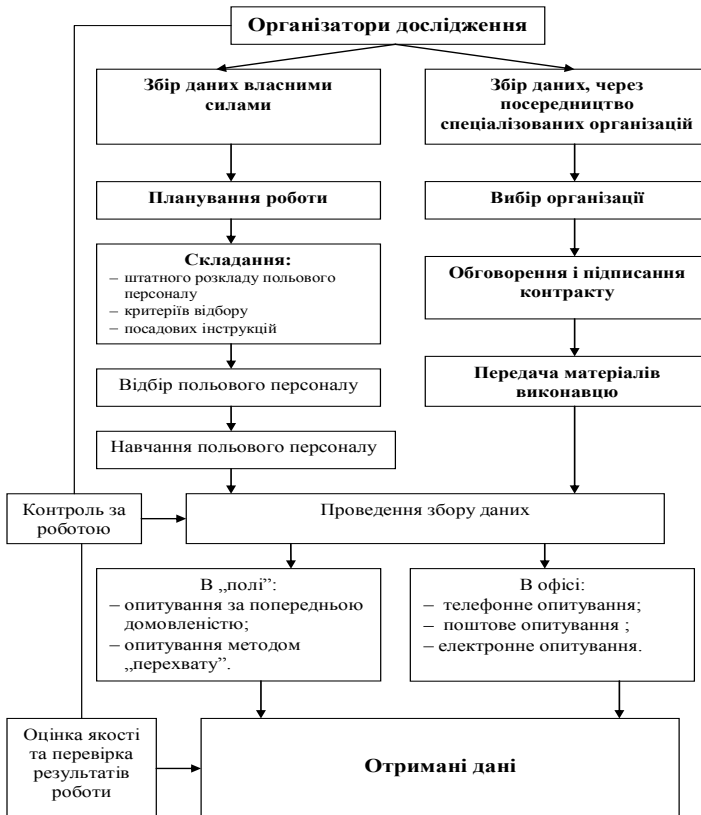 Організатори дослідження
Збір даних власними
силами
Збір даних, через
посередництво
спеціалізованих організацій
Планування роботи
Вибір організації
Складання:
– штатного розкладу польового
персоналу
– критеріїв відбору
– посадових інструкцій
Обговорення і підписання
контракту
Відбір польового персоналу
Передача матеріалів
виконавцю
Навчання польового персоналу
Контроль за
роботою
Проведення збору даних
В „полі”:
– опитування за попередньою
домовленістю;
– опитування методом
„перехвату”.
В офісі:
– телефонне опитування;
– поштове опитування ;
– електронне опитування.
Оцінка якості
та перевірка
результатів
роботи
Отримані дані